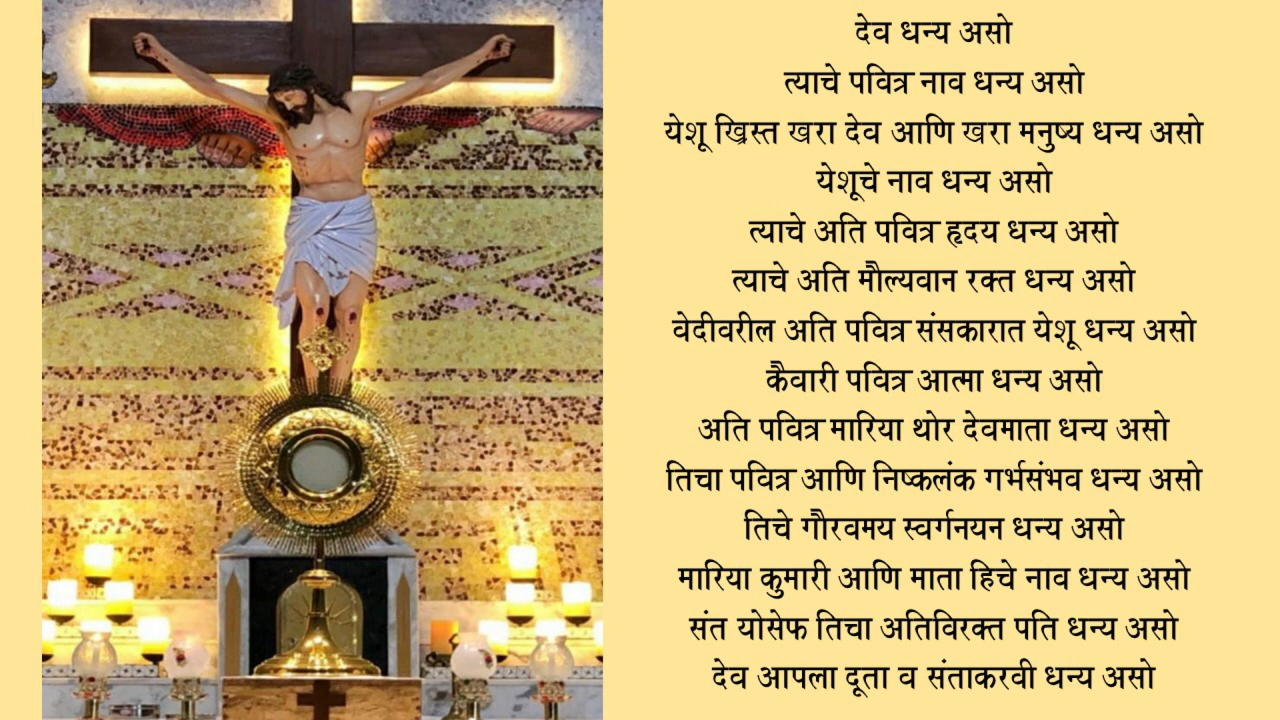 देव धन्य असो
त्याचे पवित्र नाव धन्य असो
येशू ख्रिस्त खरा देव आणि खरा मनुष्य धन्य असो
येशूचे नाव धन्य असो
त्याचे अति पवित्र हृदय धन्य असो
त्याचे अति मौल्यवान रक्त धन्य असो
वेदीवरील अति पवित्र संसकारात येशू धन्य असो
कैवारी पवित्र आत्मा धन्य असो
अति पवित्र मारिया थोर देवमाता धन्य असो
तिचा पवित्र आणि निष्कलंक गर्भसंभव धन्य असो
तिचे गौरवमय स्वर्गनयन धन्य असो
मारिया कुमारी आणि माता हिचे नाव धन्य असो
संत योसेफ तिचा अतिविरक्त पति धन्य असो
देव आपला दूता व संताकरवी धन्य असो